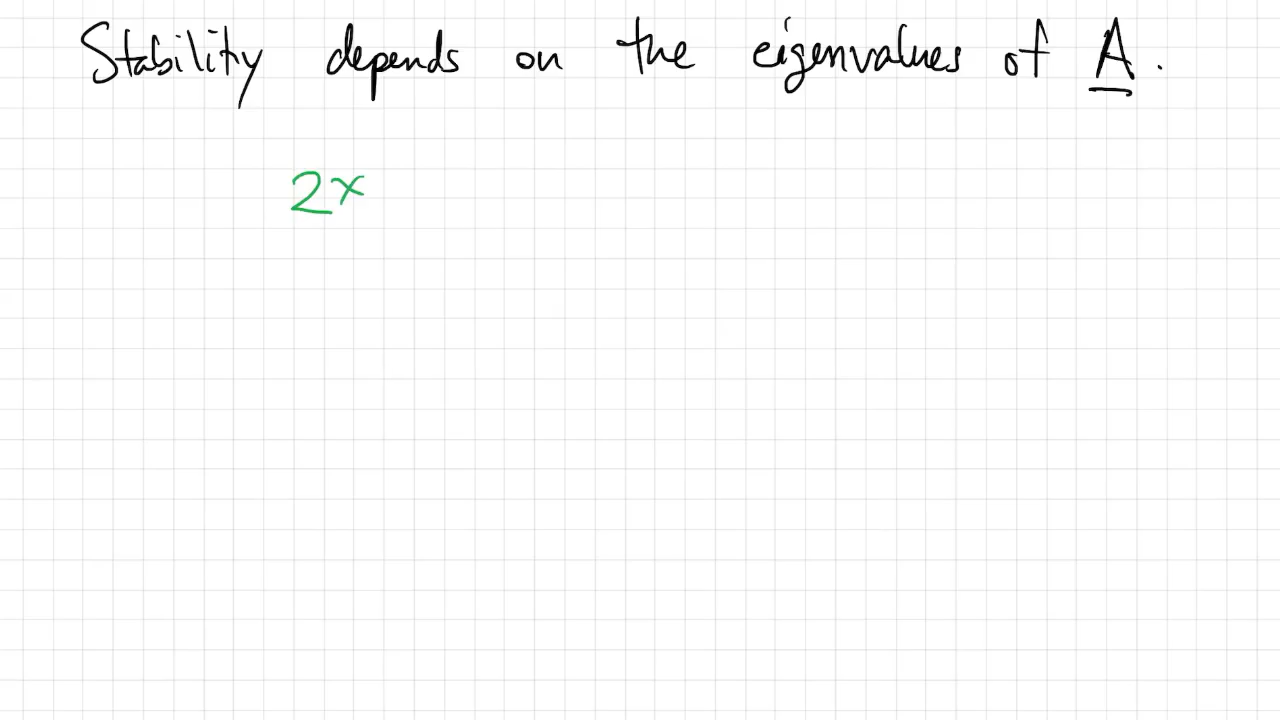 Stability depends on the eigenvalues of A.
2x